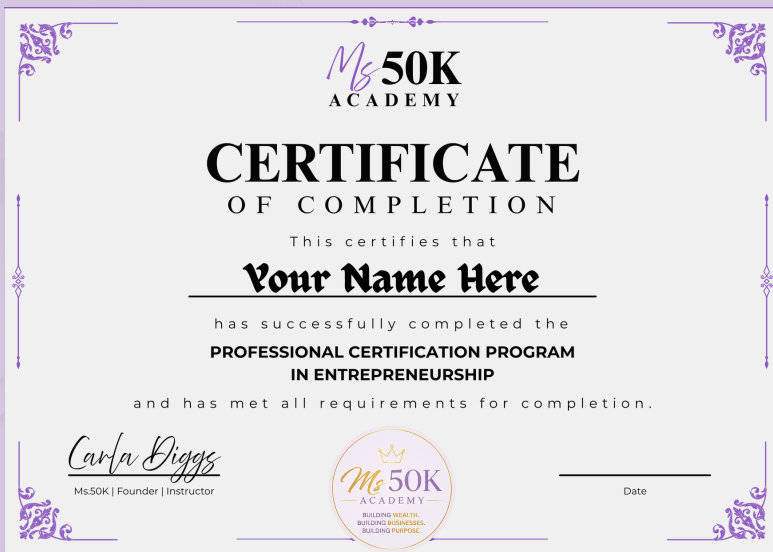 Ms 50K
ACADEMY
CERTIFICATE
OF COMPLETION
This certifies that
Your Name Here
has successfully completed the
PROFESSIONAL CERTIFICATION PROGRAM
IN ENTREPRENEURSHIP
and has met all requirements for completion.
Carla Diggs
Ms.50K | Founder | Instructor
Ms 50K
ACADEMY
BUILDING WEALTH.
BUILDING BUSINESSES.
BUILDING PURPOSE.
Date